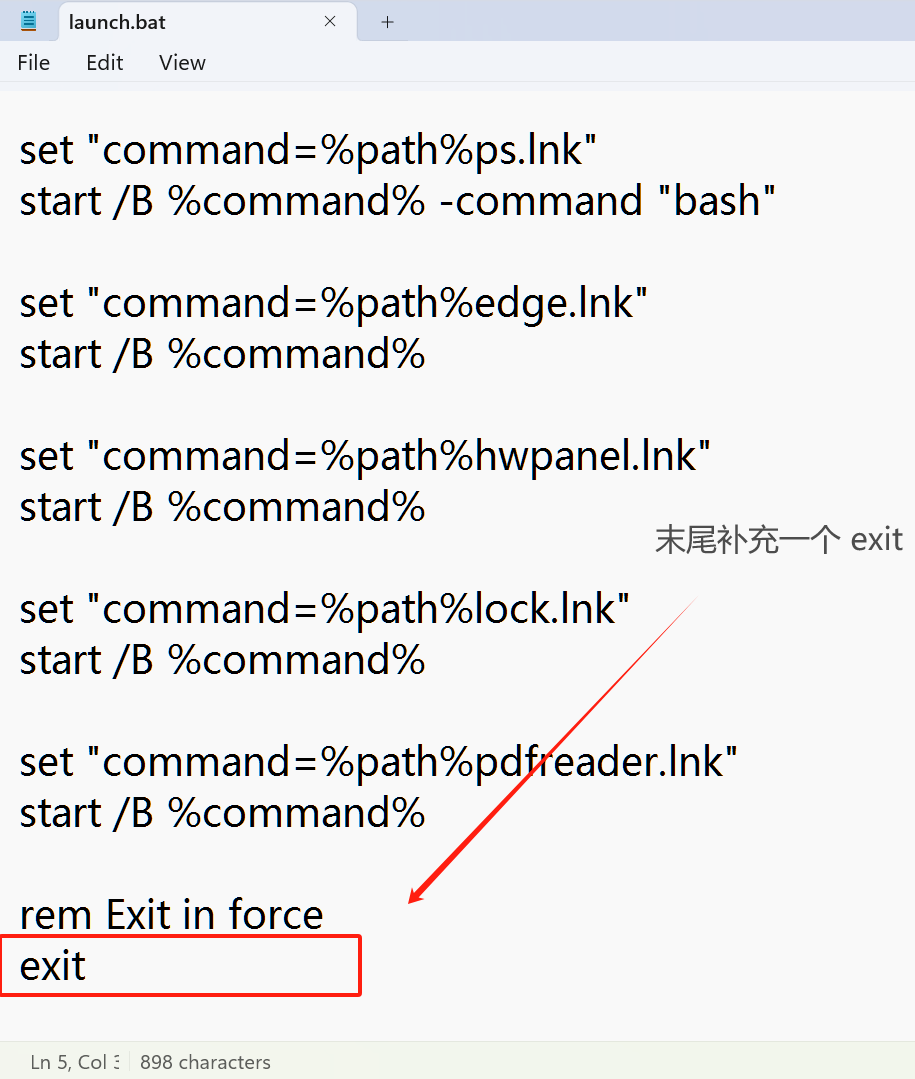 launch.bat
File Edit View
set "command=%path%ps.lnk"
start /B %command% -command "bash"
set "command=%path%edge.lnk"
start /B %command%
set "command=%path%hwpanel.lnk"
start /B %command%
末尾补充一个 exit
set "command=%path%lock.lnk"
start /B %command%
set "command=%path%pdfreader.lnk"
start /B %command%
rem Exit in force
exit
Ln 5, Col 898 characters